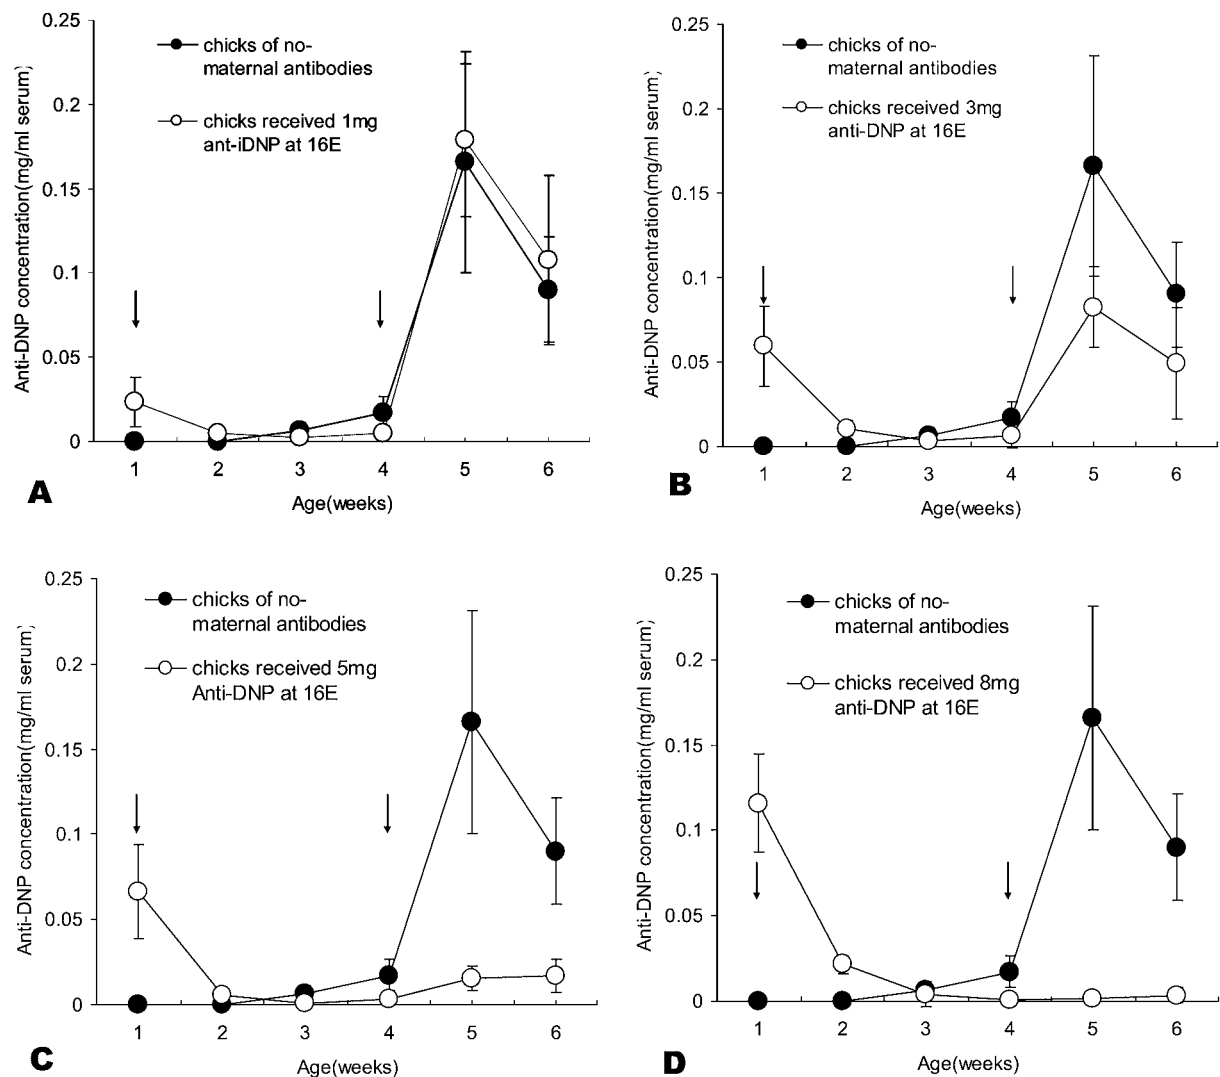 0.25
0.2
0.15
0.1
0.05
0
Anti-DNP concentration(mg/ml serum)
chicks of no-
maternal antibodies
chicks received 1mg
ant-iDNP at 16E
1 2 3 4 5 6
Age(weeks)
A
0.25
0.2
0.15
0.1
0.05
0
Anti-DNP concentration(mg/ml serum)
chicks of no-
maternal antibodies
chicks received 3mg
anti-DNP at 16E
1 2 3 4 5 6
Age(weeks)
B
0.25
0.2
0.15
0.1
0.05
0
Anti-DNP concentration(mg/ml serum)
chicks of no-
maternal antibodies
chicks received 5mg
Anti-DNP at 16E
1 2 3 4 5 6
Age(weeks)
C
0.25
0.2
0.15
0.1
0.05
0
Anti-DNP concentration(mg/ml serum)
chicks of no-
maternal antibodies
chicks received 8mg
anti-DNP at 16E
1 2 3 4 5 6
Age(weeks)
D